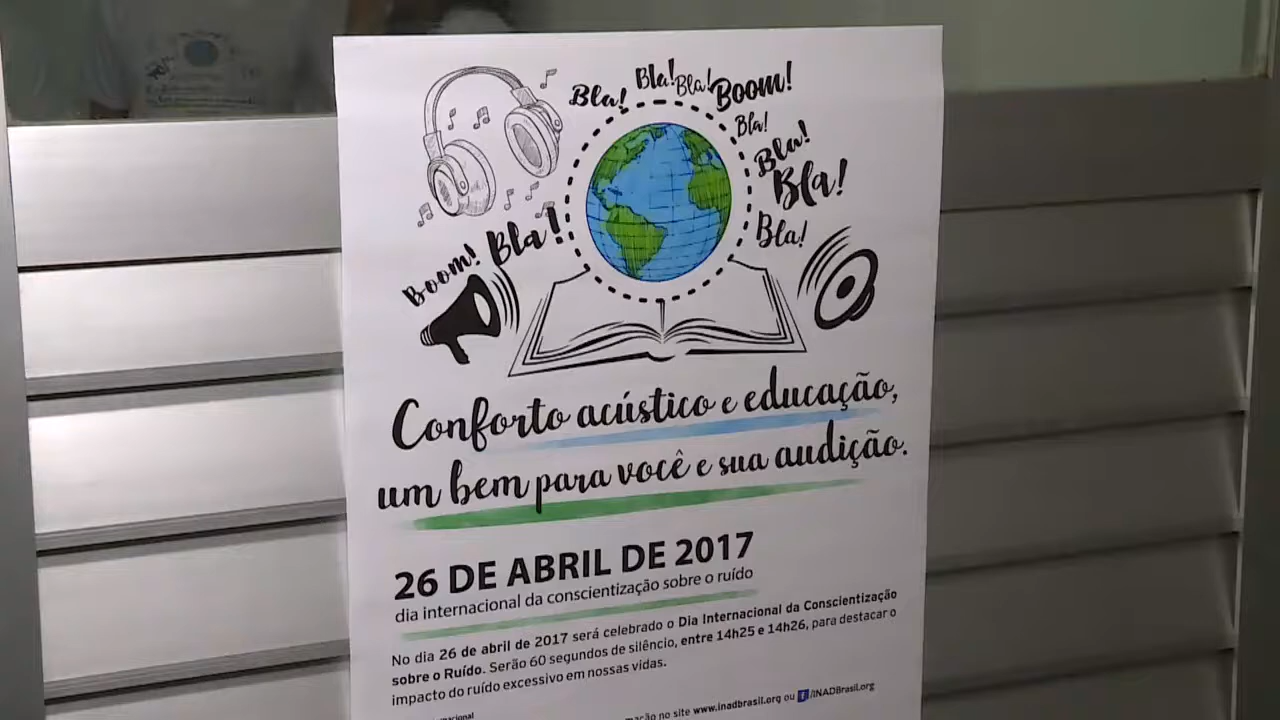 Bla!
Bla!
Bla!
Boom!
Bla!
Bla!
Bla!
Bla!
Boom!
Bla!
Conforto acústico e educação,
um bem para você e sua audição.
26 DE ABRIL DE 2017
dia internacional da conscientização sobre o ruído
No dia 26 de abril de 2017 será celebrado o Dia Internacional da Conscientização
sobre o Ruído. Serão 60 segundos de silêncio, entre 14h25 e 14h26, para destacar o
impacto do ruído excessivo em nossas vidas.
no site www.inadbrasil.org ou f/INADBrasil.org